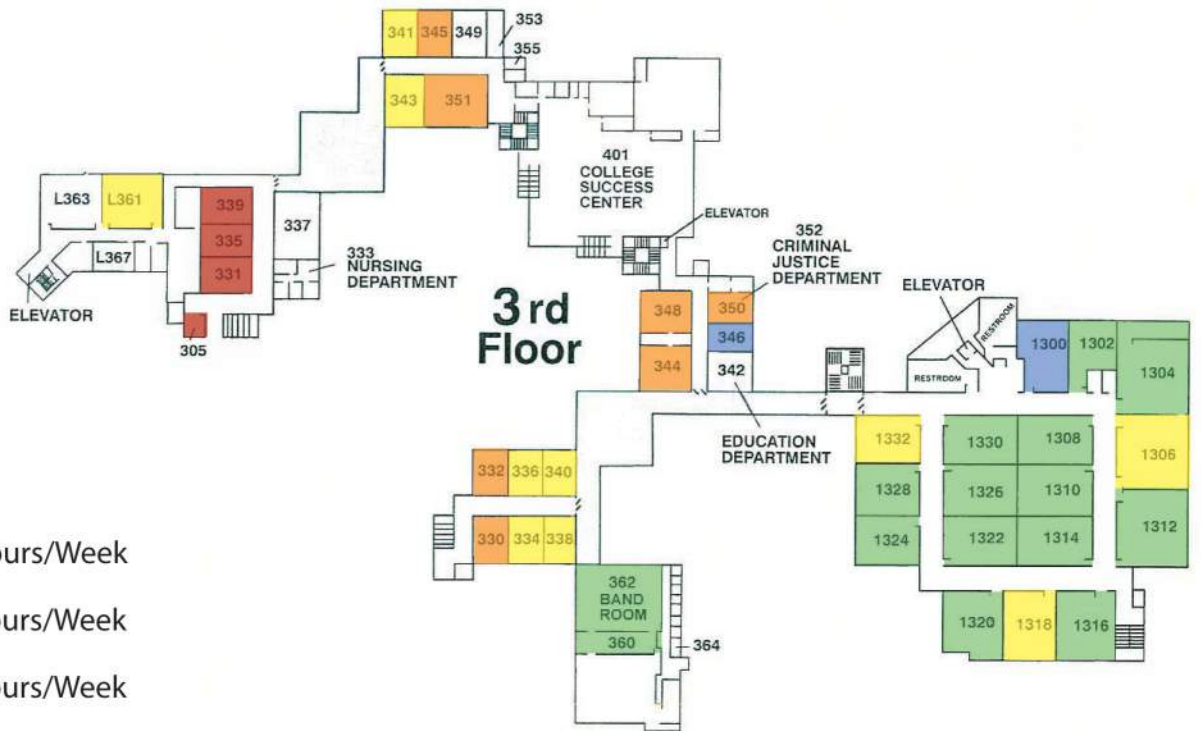 341 345 349 353
355
343 351
401
COLLEGE
SUCCESS
CENTER
L363 L361 339
335
331
337
L367
333
NURSING
DEPARTMENT
ELEVATOR
305
ELEVATOR
352
CRIMINAL
JUSTICE
DEPARTMENT
3rd
Floor
348 350
346
344 342
EDUCATION
DEPARTMENT
ELEVATOR
RESTROOM
RESTROOM
1300 1302 1304
1332 1330 1308 1306
1328 1326 1310
1324 1322 1314 1312
1320 1318 1316
332 336 340
330 334 338
362
BAND
ROOM
360 364
ours/Week
ours/Week
ours/Week